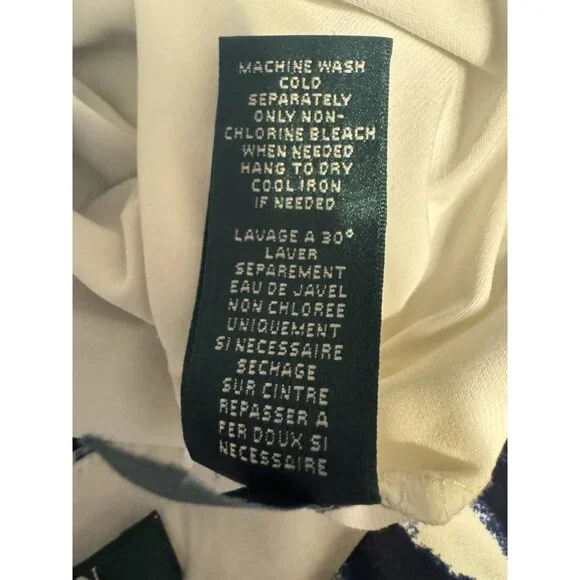 MACHINE WASH
COLD
SEPARATELY
ONLY NON-
CHLORINE BLEACH
WHEN NEEDED
HANG TO DRY
COOL IRON
IF NEEDED
LAVAGE A 30°
LAVER
SEPAREMENT
EAU DE JAVEL
NON CHLOREE
UNIQUEMENT
SI NECESSAIRE
SECHAGE
SUR CINTRE
REPASSER A
FER DOUX SI
NECESSAIRE